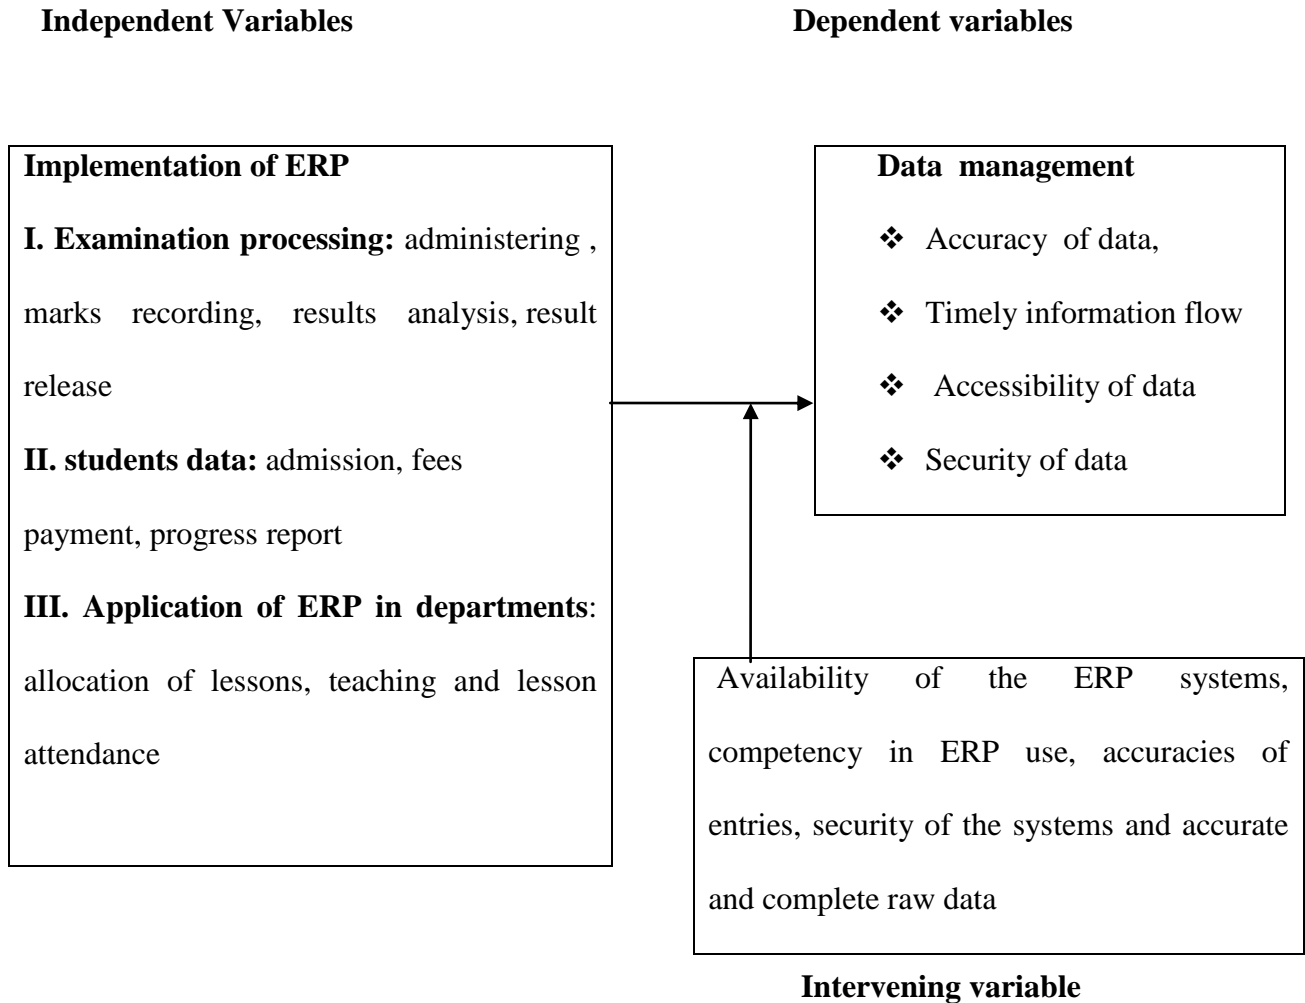 Independent Variables
Dependent variables
Implementation of ERP
I. Examination processing: administering ,
marks recording, results analysis, result
release
II. students data: admission, fees
payment, progress report
III. Application of ERP in departments:
allocation of lessons, teaching and lesson
attendance
Data management
❖ Accuracy of data,
❖ Timely information flow
❖ Accessibility of data
❖ Security of data
Availability of the ERP systems,
competency in ERP use, accuracies of
entries, security of the systems and accurate
and complete raw data
Intervening variable